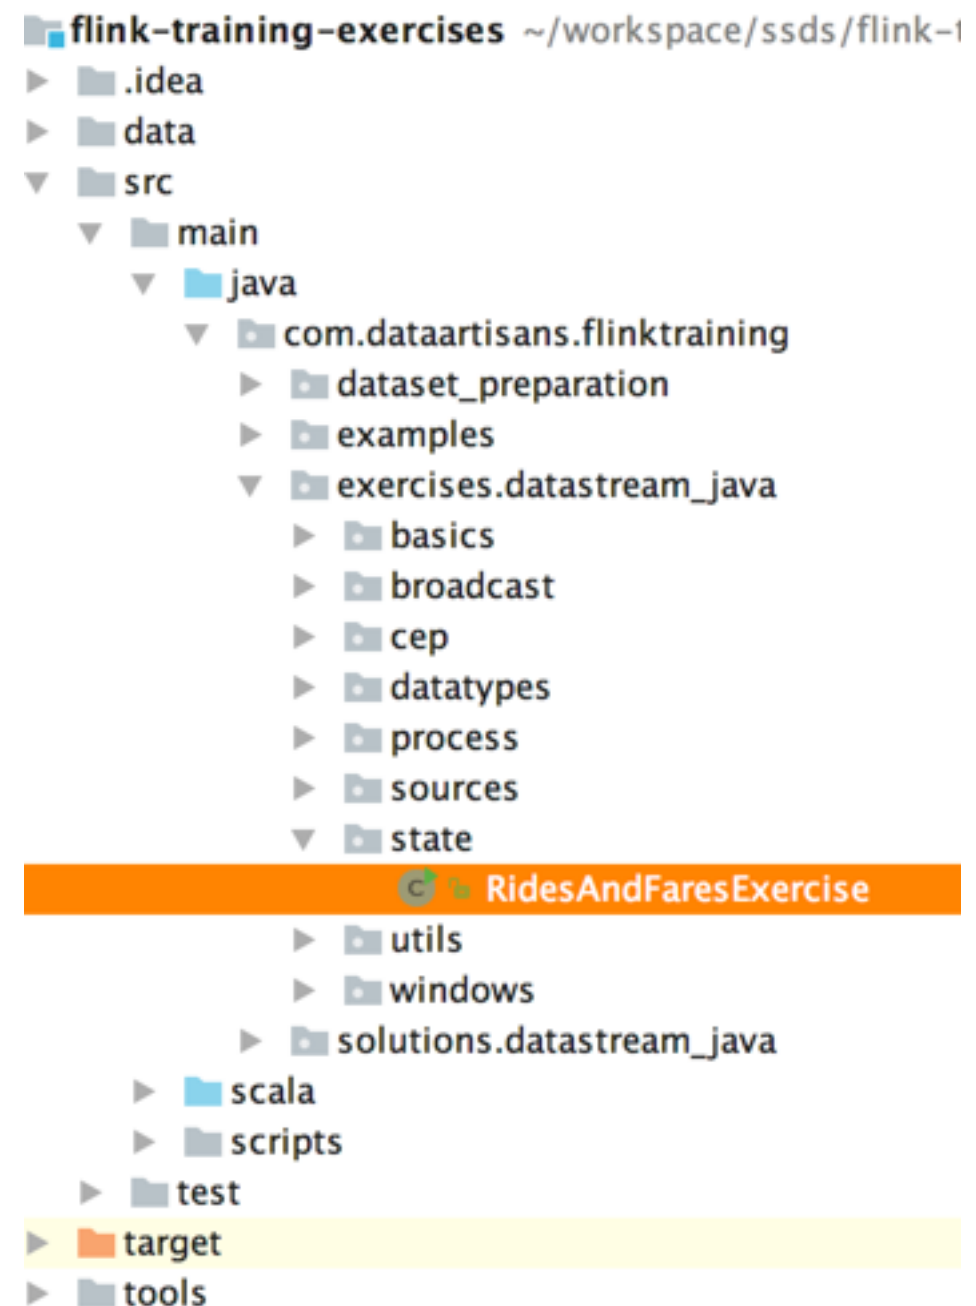 flink-training-exercises ~/workspace/ssds/flink-t
.idea
data
src
main
java
com.dataartisans.flinktraining
dataset_preparation
examples
exercises.datastream_java
basics
broadcast
cep
datatypes
process
sources
state
C RidesAndFaresExercise
utils
windows
solutions.datastream_java
scala
scripts
test
target
tools